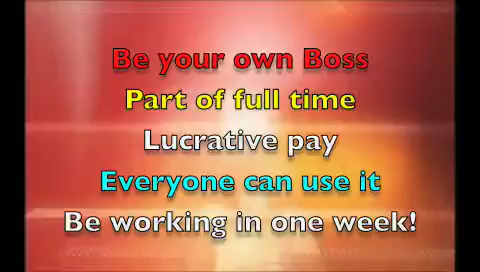 Be your own Boss
Part of full time
Lucrative pay
Everyone can use it
Be working in one week!